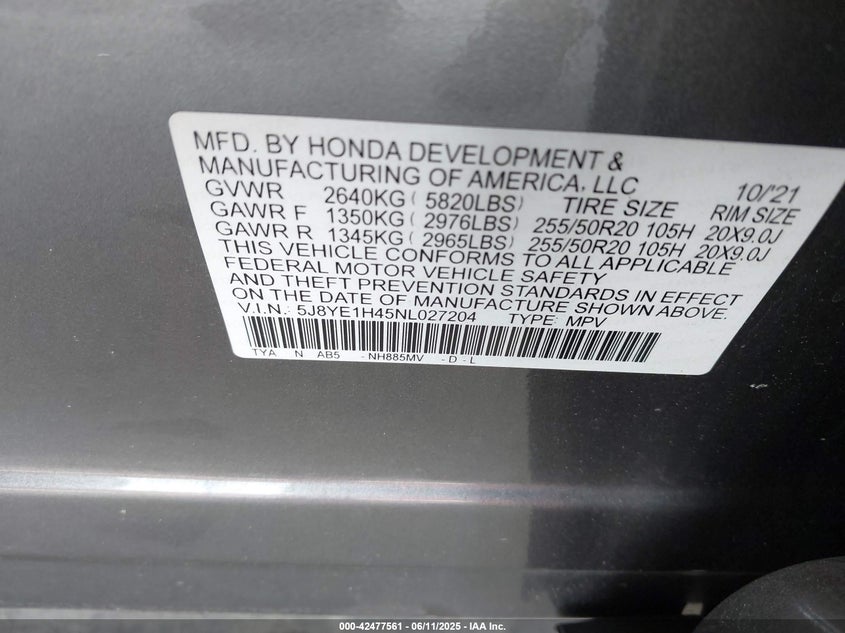 MFD. BY HONDA DEVELOPMENT &
MANUFACTURING OF AMERICA, LLC 10/'21
GVWR 2640KG ( 5820LBS) TIRE SIZE RIM SIZE
GAWR F 1350KG ( 2976LBS) 255/50R20 105H 20X9.0J
GAWR R 1345KG ( 2965LBS) 255/50R20 105H 20X9.0J
THIS VEHICLE CONFORMS TO ALL APPLICABLE
FEDERAL MOTOR VEHICLE SAFETY
AND THEFT PREVENTION STANDARDS IN EFFECT
ON THE DATE OF MANUFACTURE SHOWN ABOVE.
V.I.N.: 5J8YE1H45NL027204 TYPE: MPV
TYA N AB5 - NH885MV - D - L
000-42477561 - 06/11/2025 - IAA Inc.